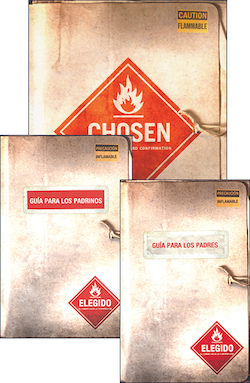 CAUTION
FLAMMABLE
CHOSEN
CONFIRMATION
PRECAUCIÓN
INFLAMABLE
GUÍA PARA LOS PADRINOS
ELEGIDO
PRECAUCIÓN
INFLAMABLE
GUÍA PARA LOS PADRES
ELEGIDO